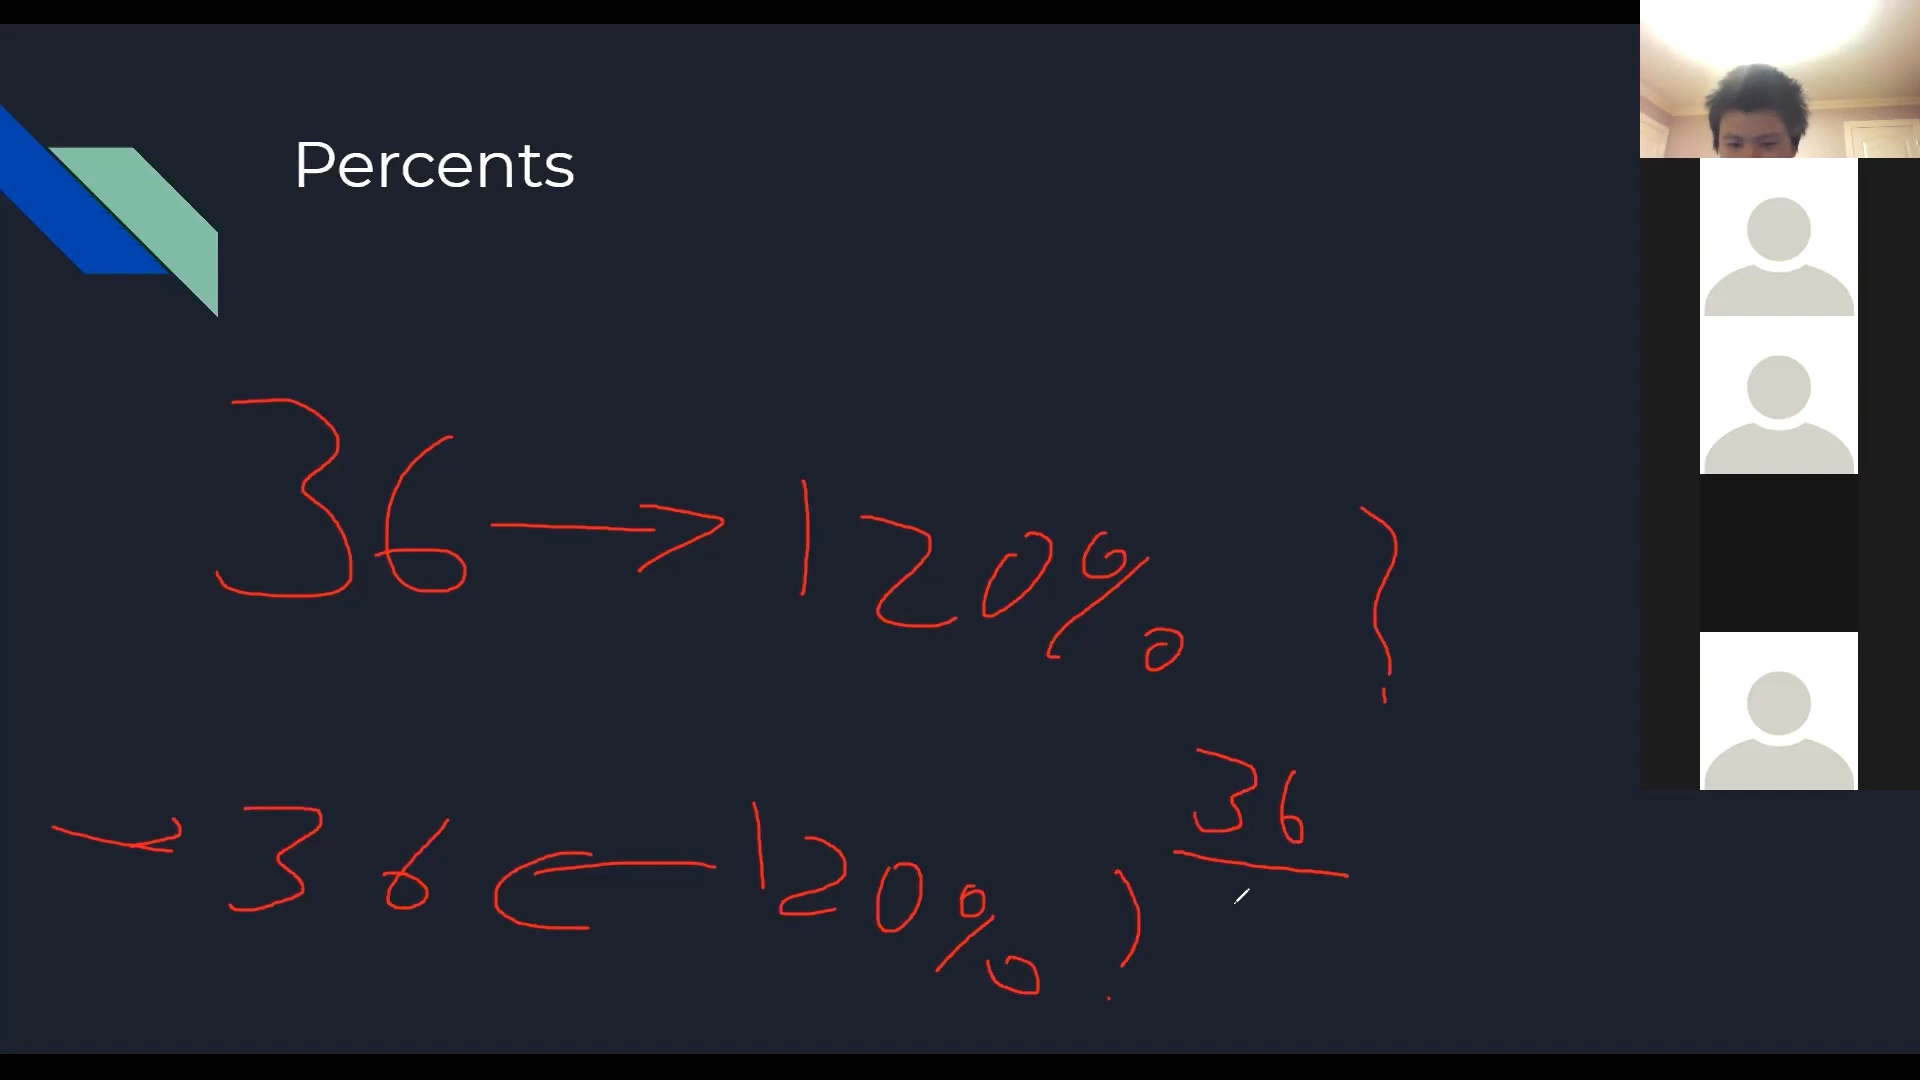 Percents
36 → 120% ?
→ 36 ← 120% ?
36